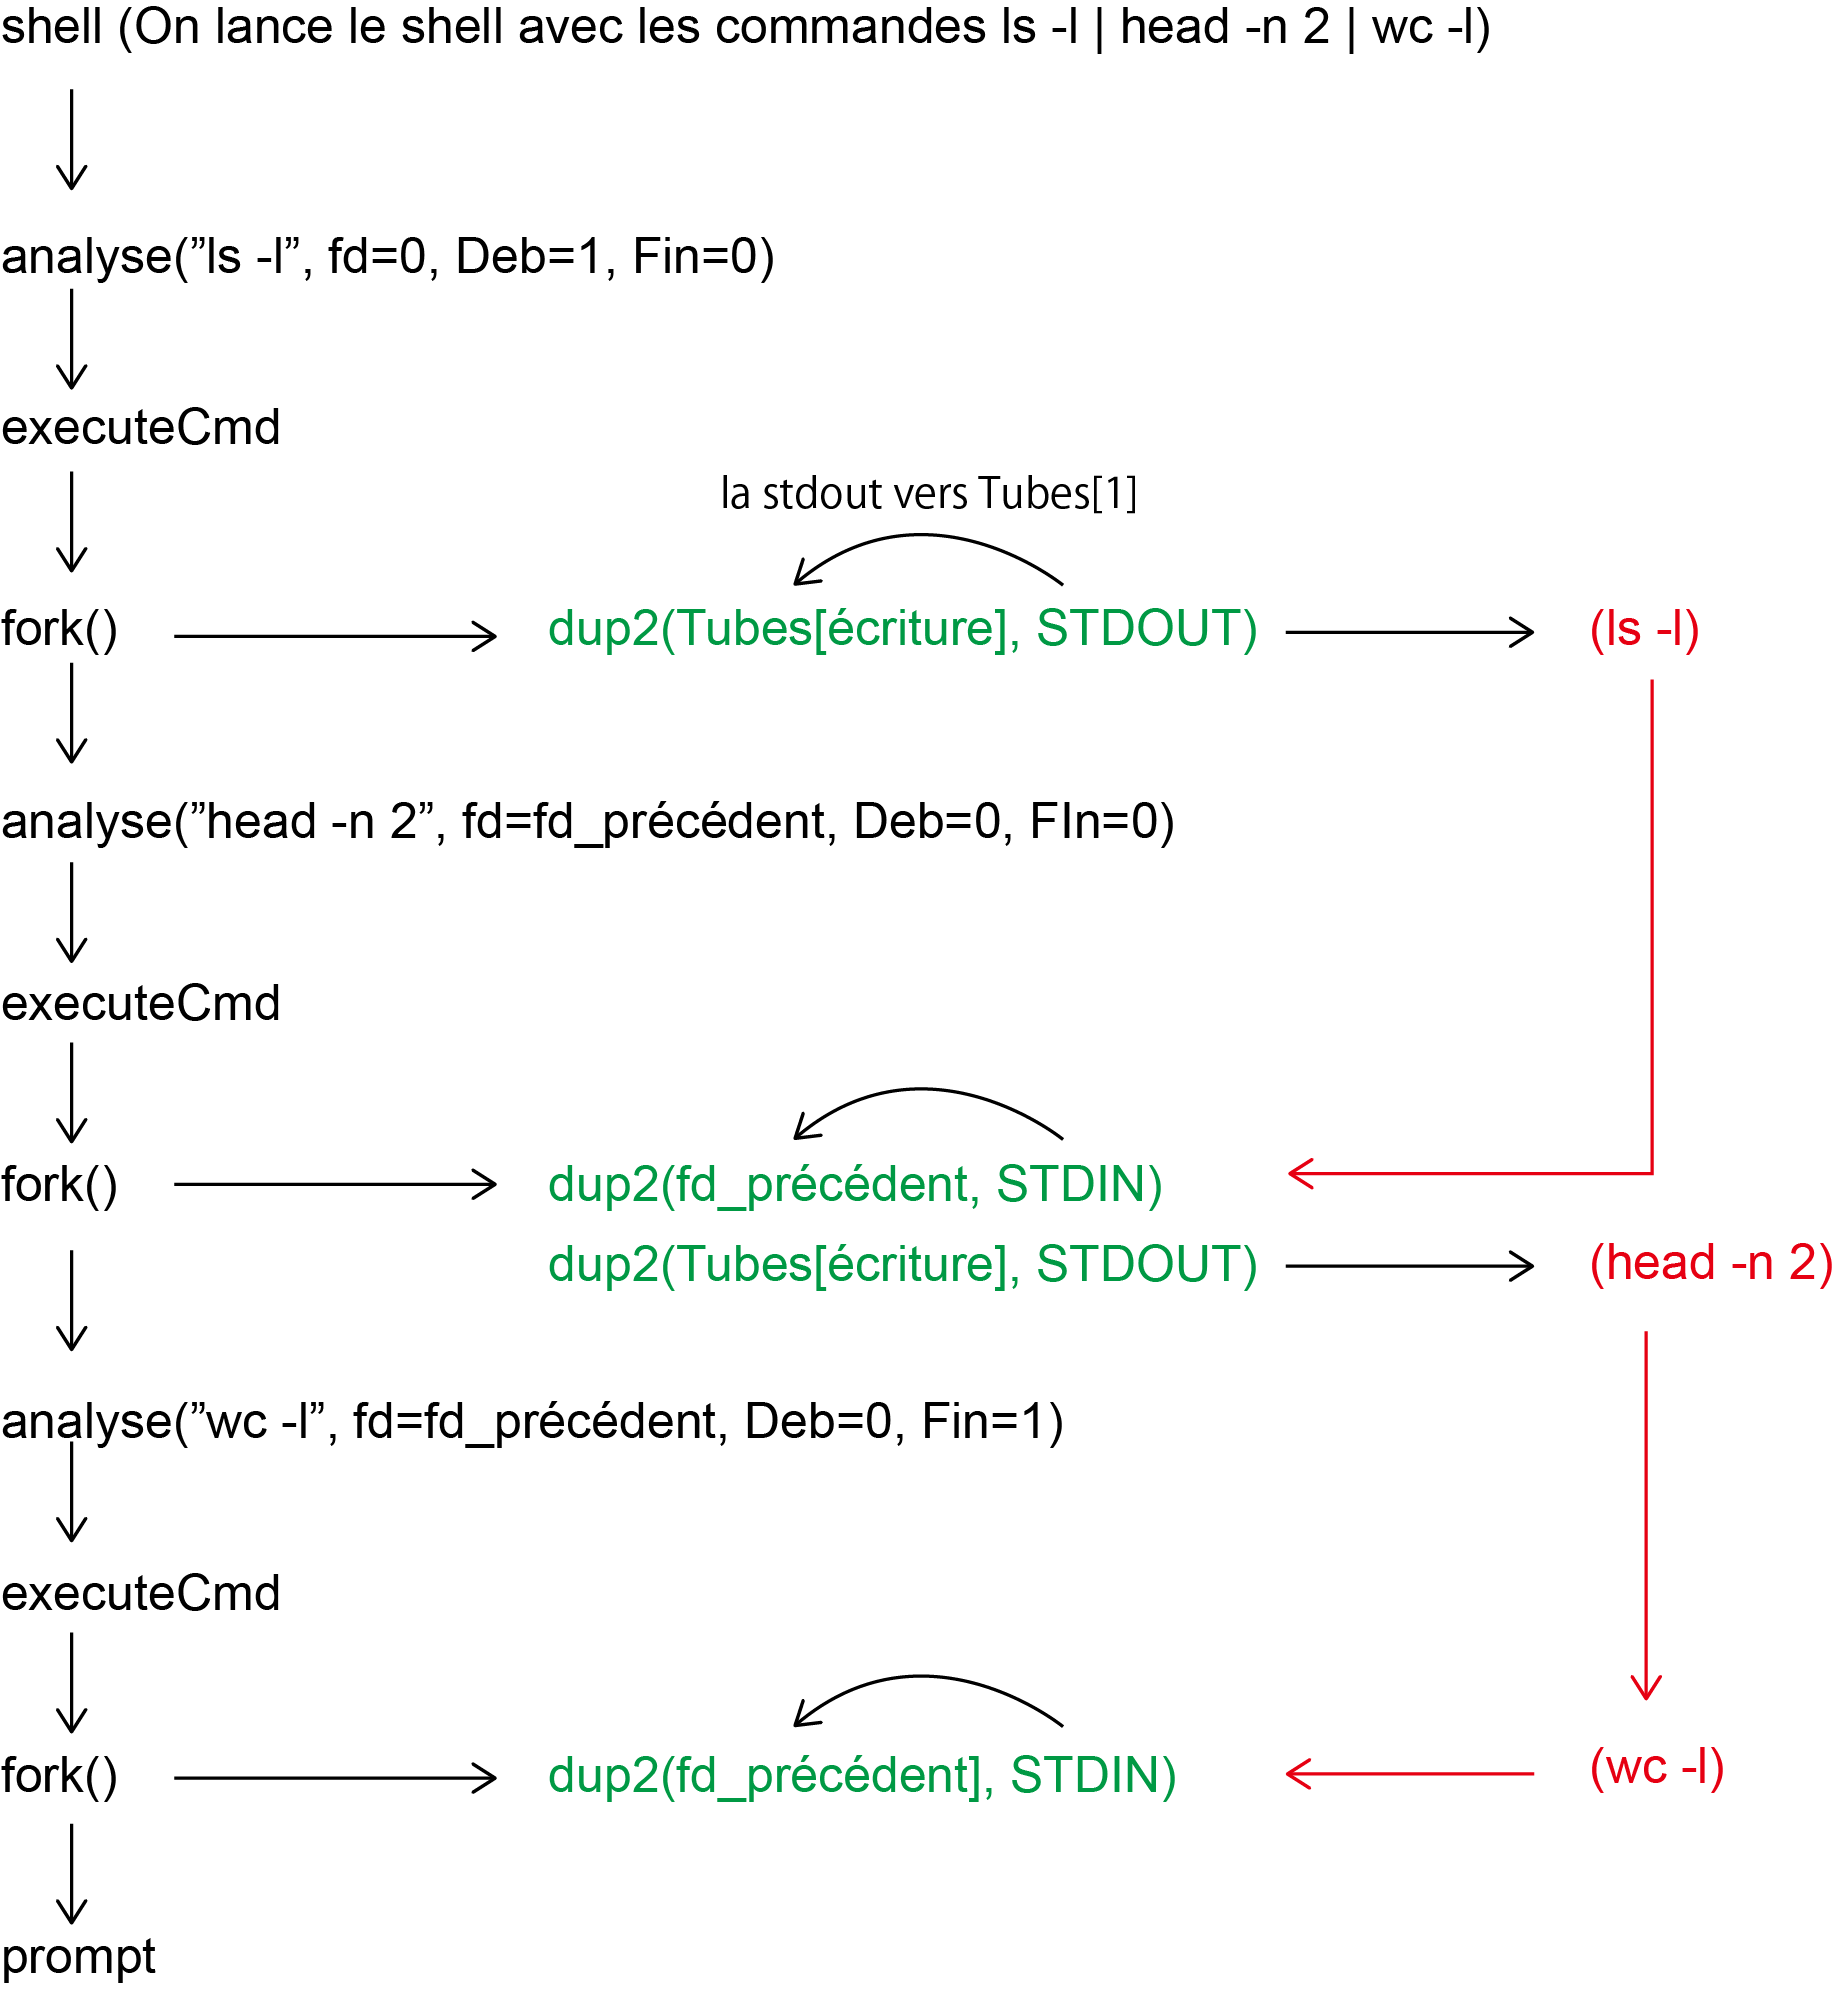 shell (On lance le shell avec les commandes ls -l | head -n 2 | wc -l)
analyse(”ls -l”, fd=0, Deb=1, Fin=0)
executeCmd
la stdout vers Tubes[1]
fork() dup2(Tubes[écriture], STDOUT) (ls -l)
analyse(”head -n 2”, fd=fd_précédent, Deb=0, FIn=0)
executeCmd
fork() dup2(fd_précédent, STDIN)
dup2(Tubes[écriture], STDOUT) (head -n 2)
analyse(”wc -l”, fd=fd_précédent, Deb=0, Fin=1)
executeCmd
fork() dup2(fd_précédent], STDIN) (wc -l)
prompt